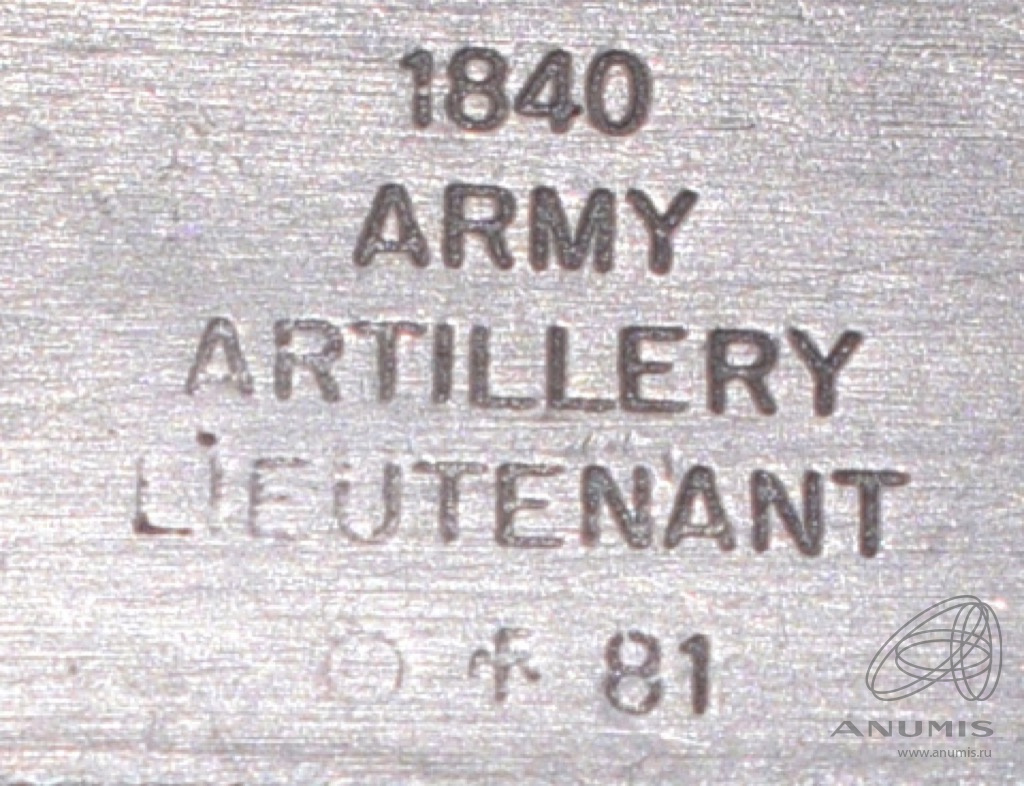 1840
ARMY
ARTILLERY
LIEUTENANT
81
ANUMIS
www.anumis.ru